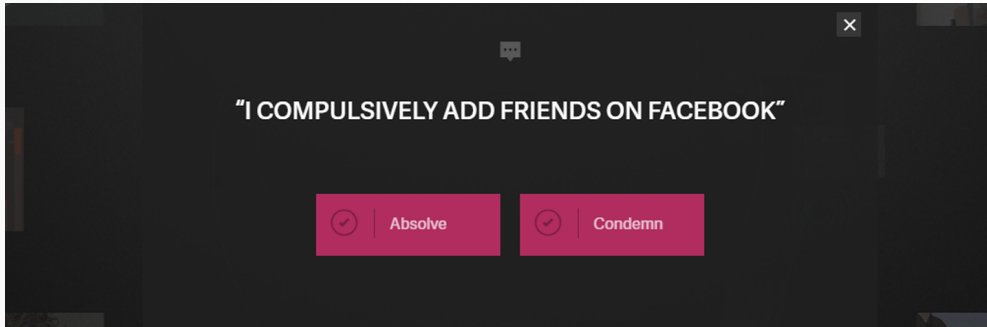 “I COMPULSIVELY ADD FRIENDS ON FACEBOOK”
Absolve
Condemn